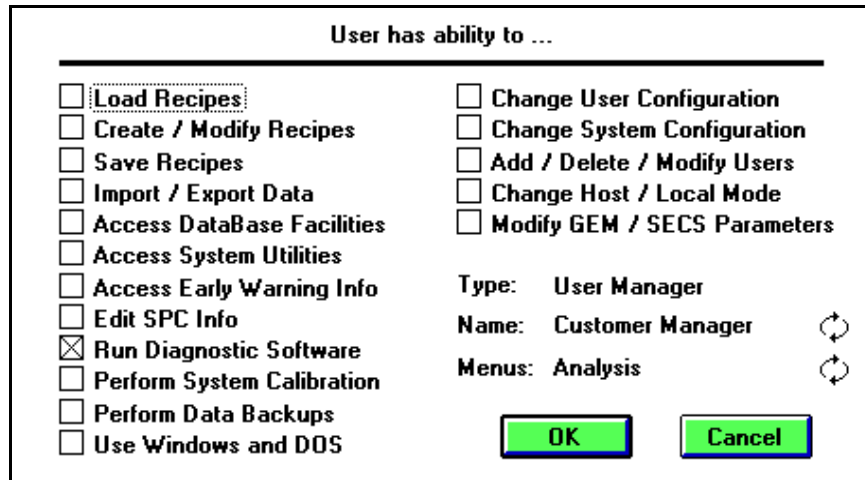 User has ability to ...
Load Recipes
Create / Modify Recipes
Save Recipes
Import / Export Data
Access DataBase Facilities
Access System Utilities
Access Early Warning Info
Edit SPC Info
Run Diagnostic Software
Perform System Calibration
Perform Data Backups
Use Windows and DOS
Change User Configuration
Change System Configuration
Add / Delete / Modify Users
Change Host / Local Mode
Modify GEM / SECS Parameters
Type: User Manager
Name: Customer Manager
Menus: Analysis
OK Cancel